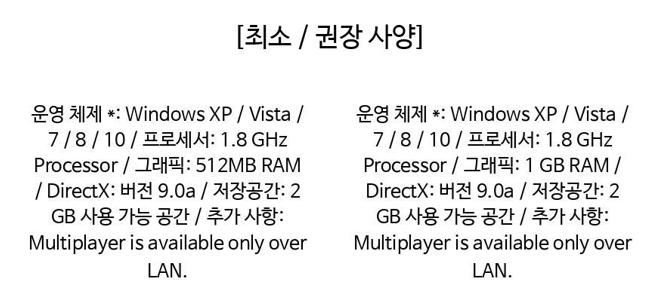 [최소 / 권장 사양]
운영 체제 *: Windows XP / Vista /
7 / 8 / 10 / 프로세서: 1.8 GHz
Processor / 그래픽: 512MB RAM
/ DirectX: 버전 9.0a / 저장공간: 2
GB 사용 가능 공간 / 추가 사항:
Multiplayer is available only over
LAN.
운영 체제 *: Windows XP / Vista /
7 / 8 / 10 / 프로세서: 1.8 GHz
Processor / 그래픽: 1 GB RAM /
DirectX: 버전 9.0a / 저장공간: 2
GB 사용 가능 공간 / 추가 사항:
Multiplayer is available only over
LAN.